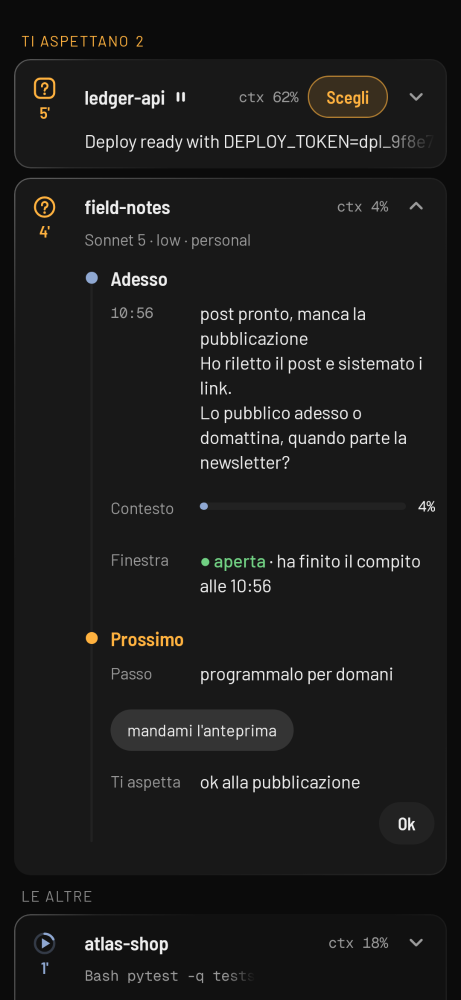 TI ASPETTANO 2
ledger-api
ctx 62%
Scegli
5'
Deploy ready with DEPLOY_TOKEN=dpl_9f8e7
field-notes
ctx 4%
4'
Sonnet 5 · low · personal
Adesso
10:56
post pronto, manca la
pubblicazione
Ho riletto il post e sistemato i
link.
Lo pubblico adesso o
domattina, quando parte la
newsletter?
Contesto
4%
Finestra
aperta · ha finito il compito
alle 10:56
Prossimo
Passo
programmalo per domani
mandami l'anteprima
Ti aspetta
ok alla pubblicazione
Ok
LE ALTRE
atlas-shop
ctx 18%
1'
Bash pytest -q tests